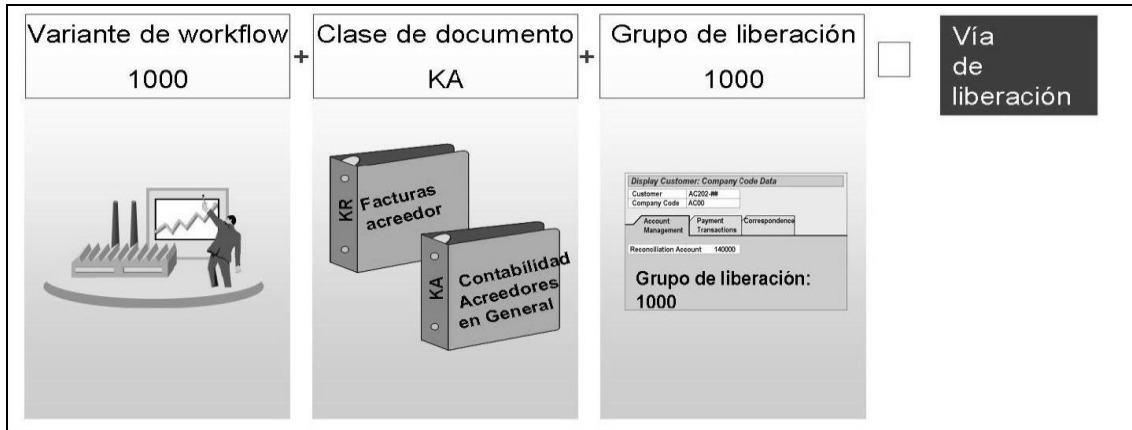 Variante de workflow
1000
+
Clase de documento
KA
+
Grupo de liberación
1000
Vía
de
liberación
KR
Facturas
acreedor
KA
Contabilidad
Acreedores
en General
Display Customer: Company Code Data
Customer AC202-##
Company Code AC00
Account
Management
Payment
Transactions
Correspondence
Reconciliation Account 140000
Grupo de liberación:
1000